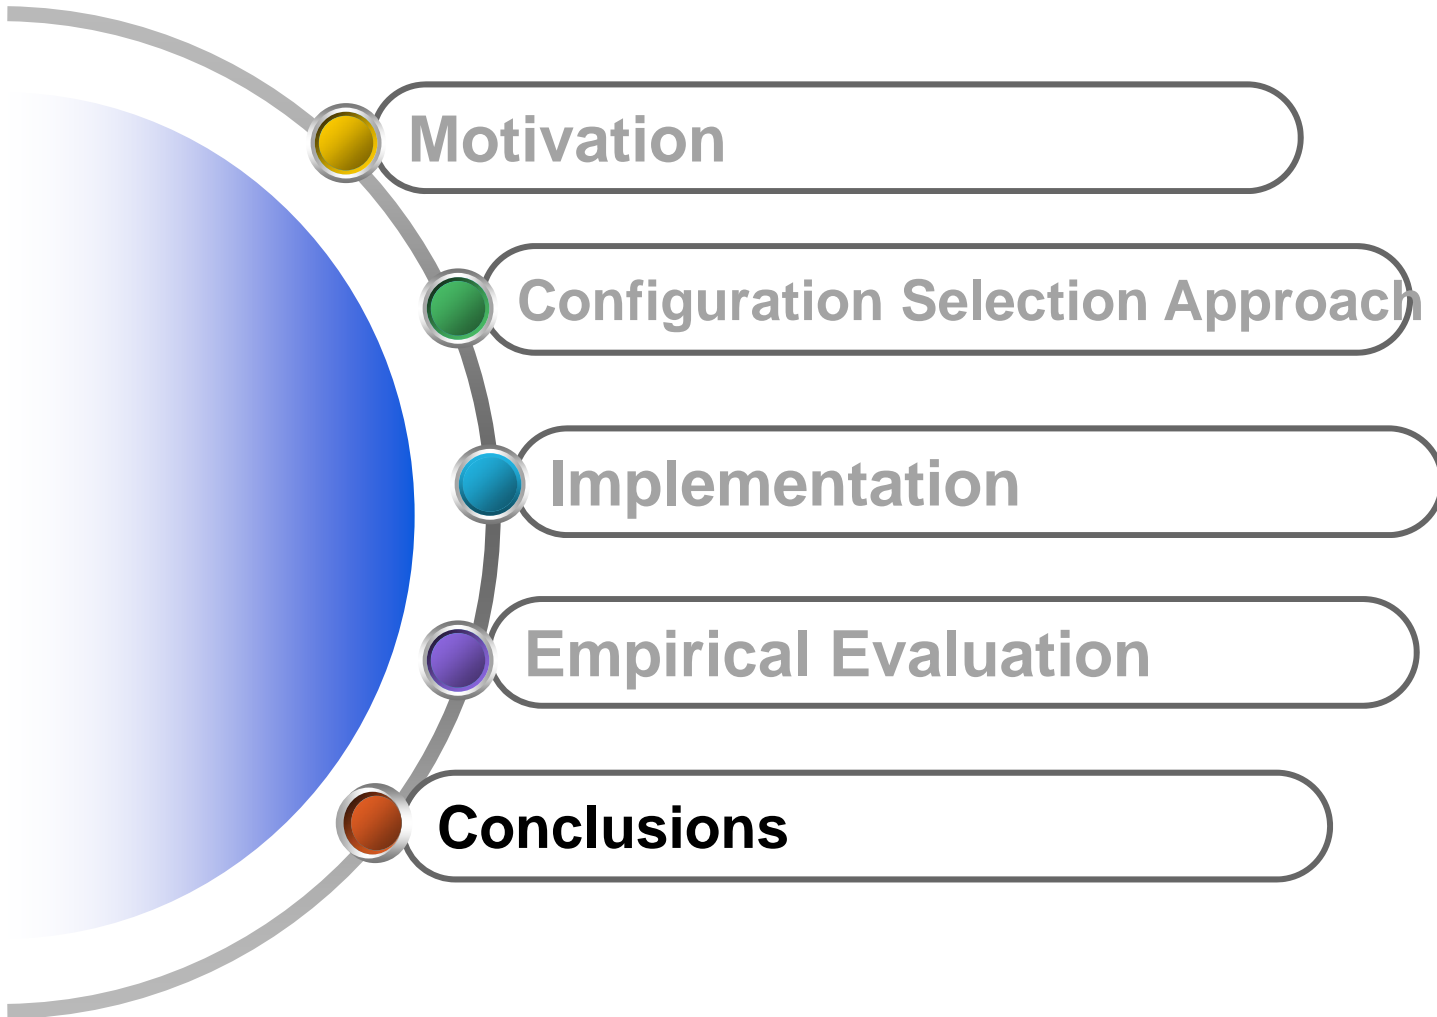 Motivation
Configuration Selection Approach
Implementation
Empirical Evaluation
Conclusions